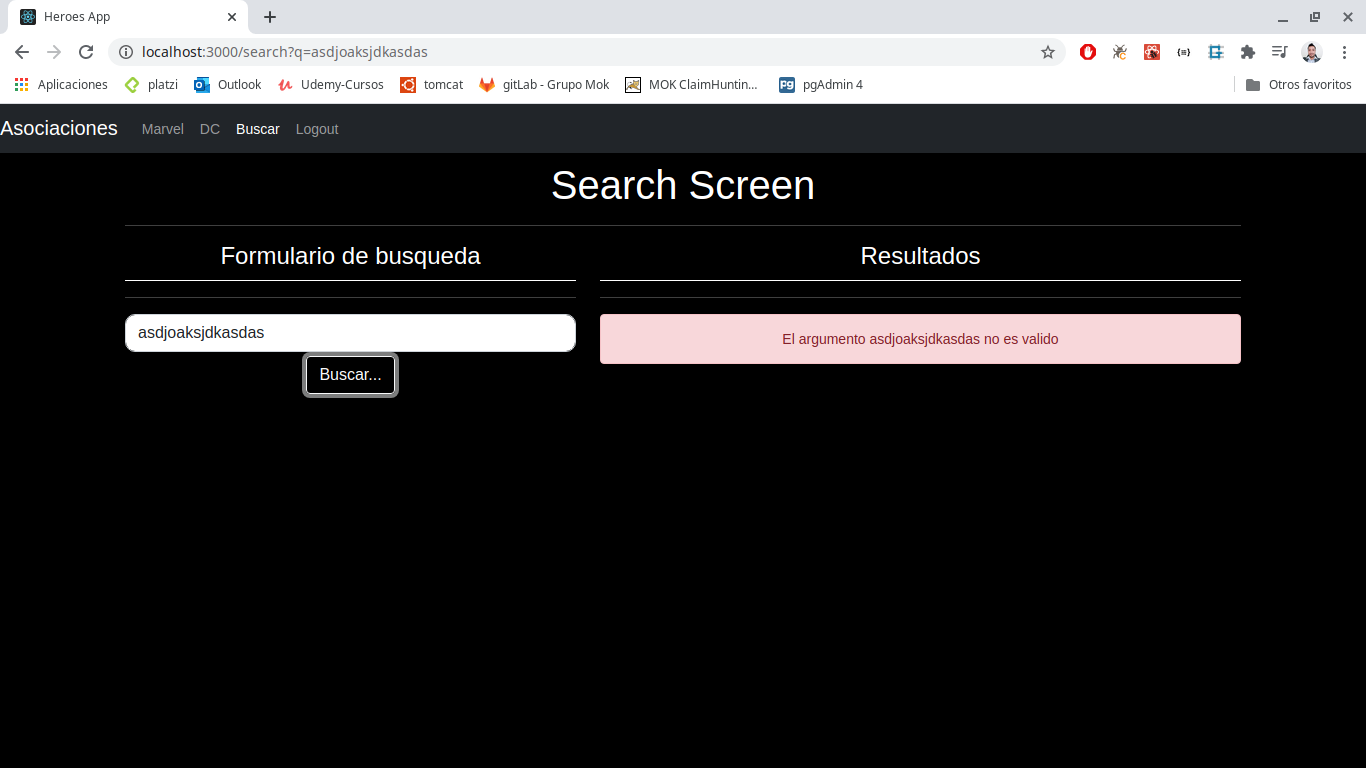 Heroes App
localhost:3000/search?q=asdjoaksjdkasdas
Aplicaciones platzi Outlook Udemy-Cursos tomcat gitLab - Grupo Mok MOK ClaimHuntin... pgAdmin 4 Otros favoritos
Asociaciones Marvel DC Buscar Logout
Search Screen
Formulario de busqueda
Resultados
asdjoaksjdkasdas
El argumento asdjoaksjdkasdas no es valido
Buscar...